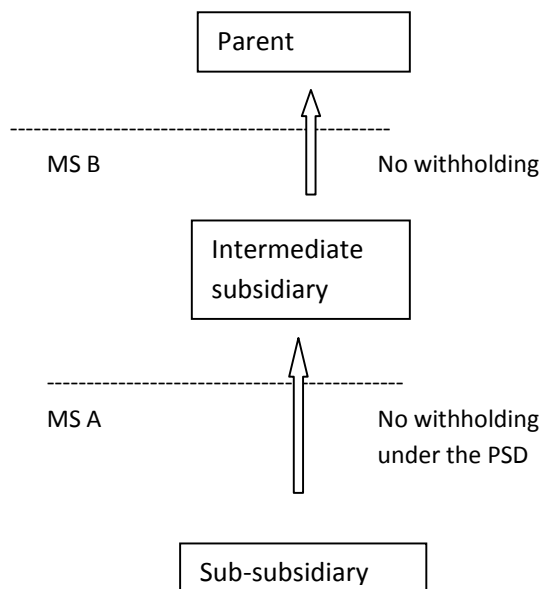 Parent
MS B
No withholding
Intermediate
subsidiary
MS A
No withholding
under the PSD
Sub-subsidiary